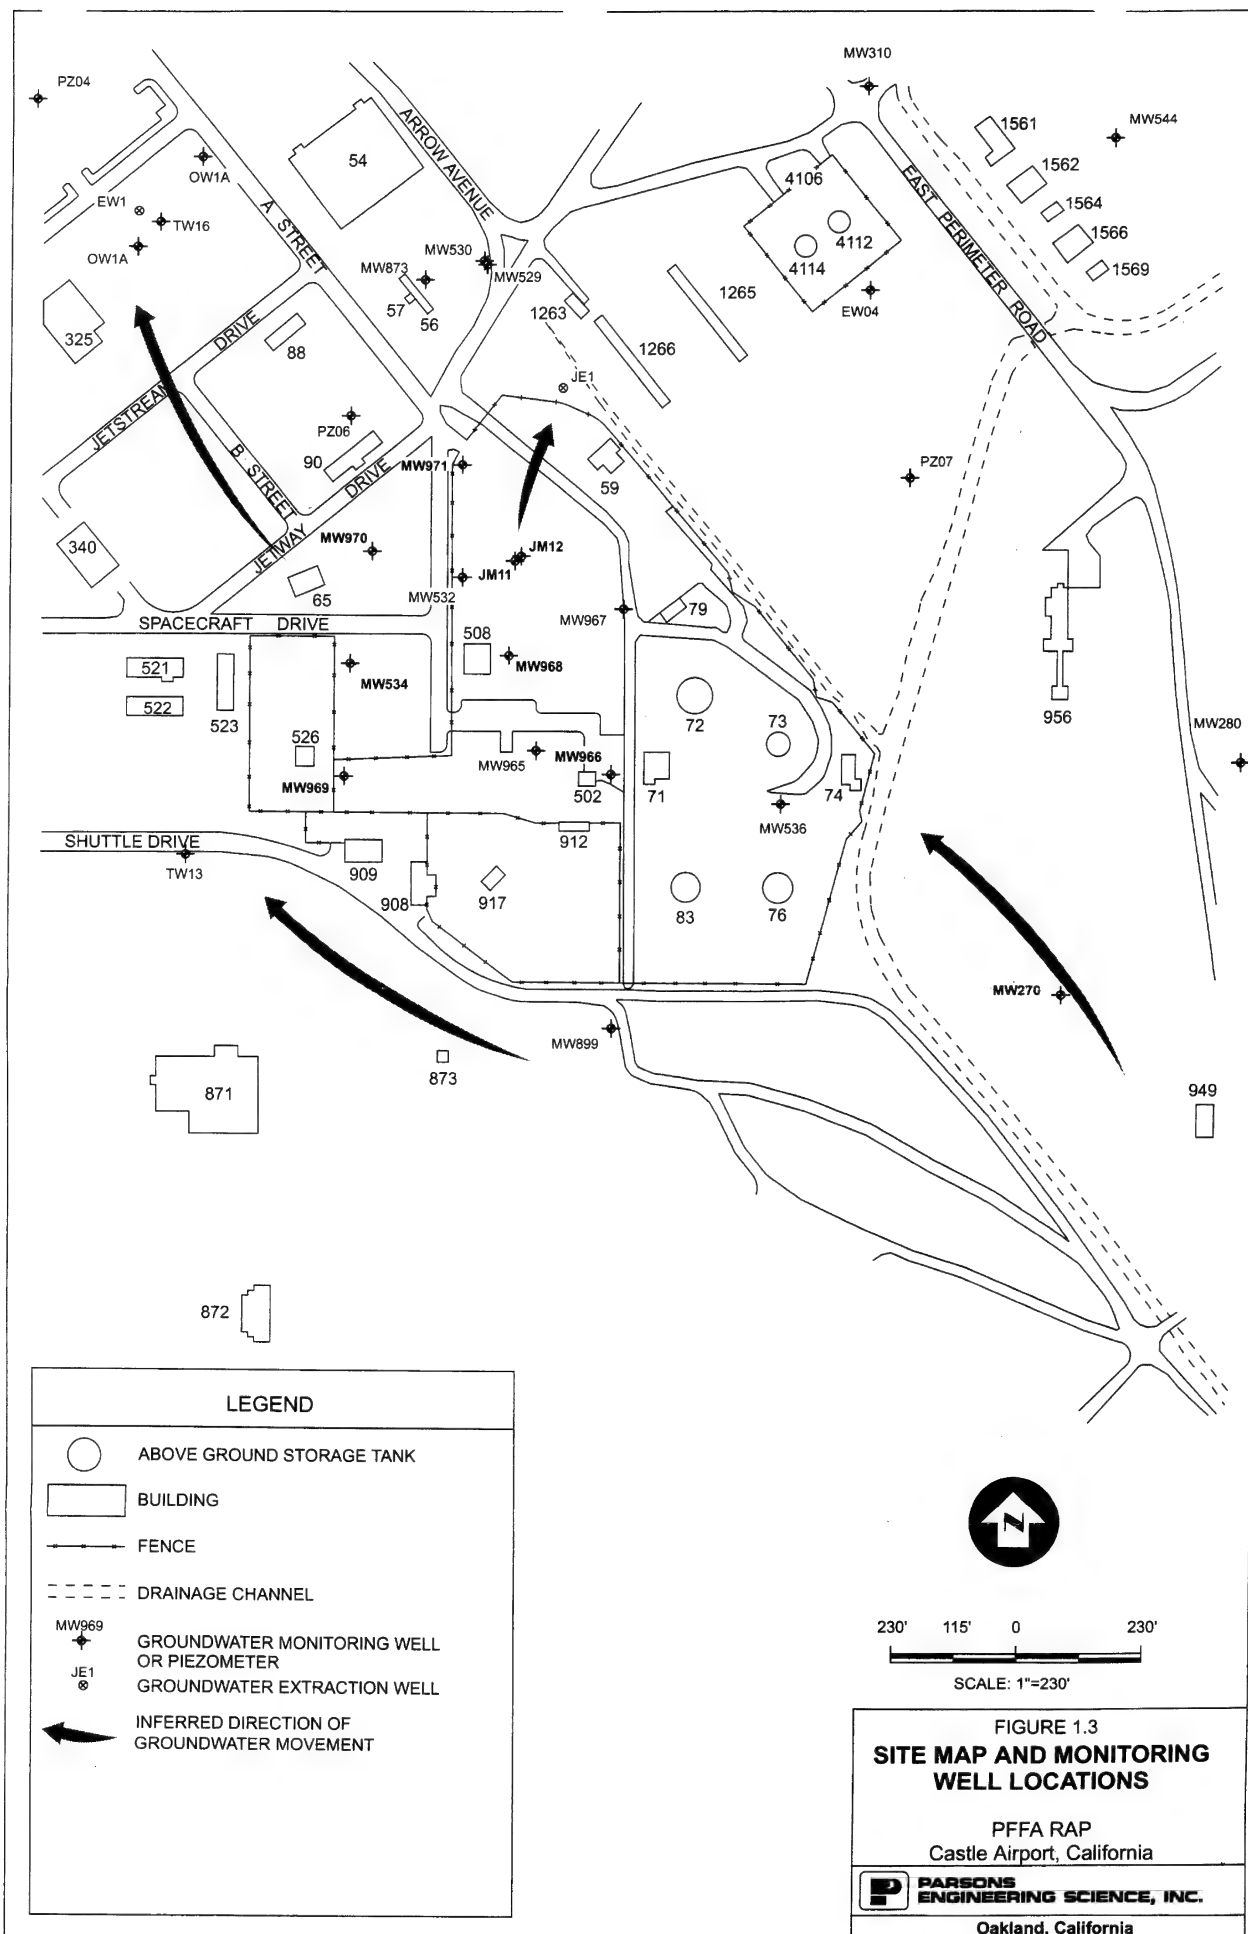 MW310
PZ04
MW544
1561
ARROW AVENUE
54
1562
4106
OW1A
EAST PERIMETER ROAD
1564
EW1
A STREET
TW16
4112
1566
OW1A
MW530
4114
MW873
MW529
1569
1265
57
56
1263
EW04
325
DRIVE
88
1266
JETSTREAM
JE1
PZ06
B STREET
90
MW971
DRIVE
59
PZ07
340
MW970
JETWAY
JM12
JM11
65
MW532
MW967
79
SPACECRAFT DRIVE
508
521
MW534
MW968
522
523
72
73
956
MW280
526
MW965
MW966
MW969
502
71
74
MW536
SHUTTLE DRIVE
912
TW13
909
908
917
83
76
MW270
MW899
873
871
949
872
LEGEND
ABOVE GROUND STORAGE TANK
BUILDING
FENCE
DRAINAGE CHANNEL
MW969
GROUNDWATER MONITORING WELL
OR PIEZOMETER
JE1
GROUNDWATER EXTRACTION WELL
INFERRED DIRECTION OF
GROUNDWATER MOVEMENT
N
230' 115' 0 230'
SCALE: 1"=230'
FIGURE 1.3
SITE MAP AND MONITORING
WELL LOCATIONS
PFFA RAP
Castle Airport, California
PARSONS
ENGINEERING SCIENCE, INC.
Oakland, California